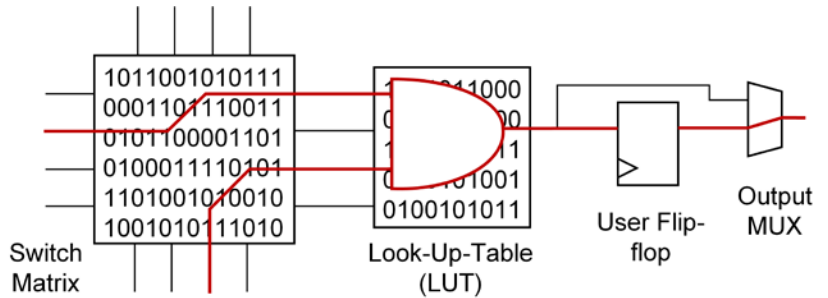 1011001010111
0001101110011
0101100001101
0100011110101
1101001010010
1001010111010
Switch
Matrix
0100101011
Look-Up-Table
(LUT)
User Flip-
flop
Output
MUX